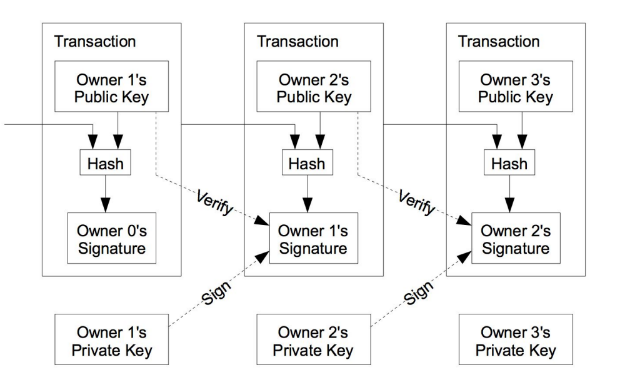 Transaction
Owner 1's
Public Key
Hash
Owner 0's
Signature
Transaction
Owner 2's
Public Key
Hash
Verify
Owner 1's
Signature
Transaction
Owner 3's
Public Key
Hash
Verify
Owner 2's
Signature
Sign
Sign
Owner 1's
Private Key
Owner 2's
Private Key
Owner 3's
Private Key